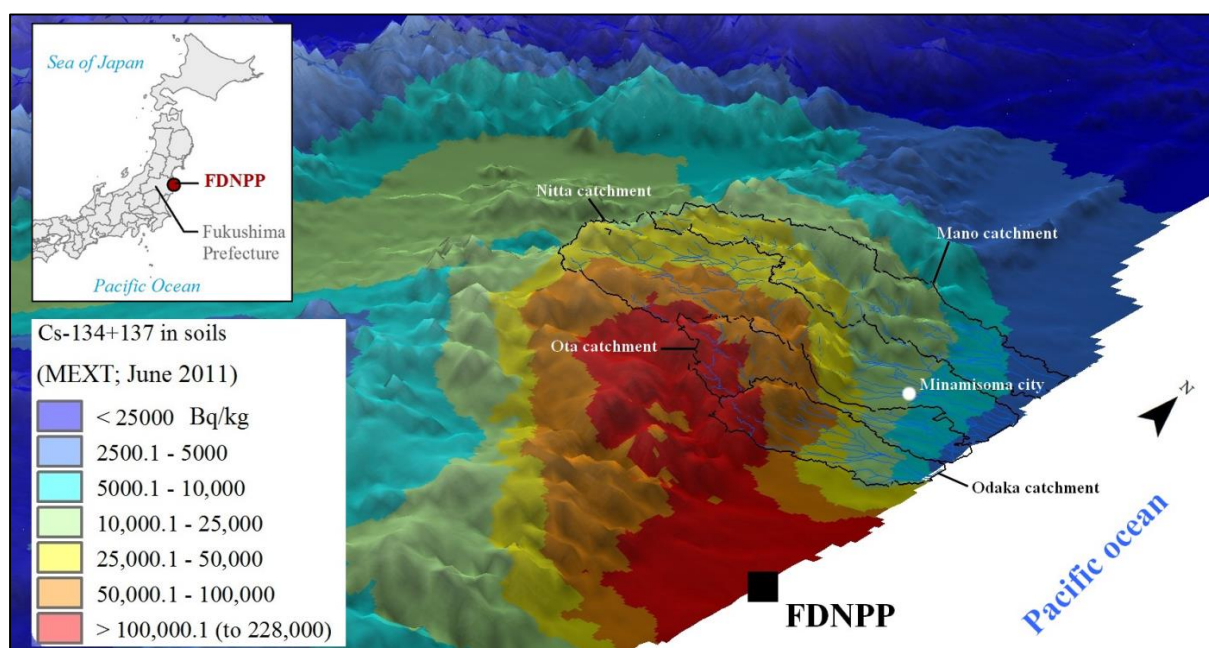 Sea of Japan
FDNPP
Fukushima
Prefecture
Pacific Ocean
Cs-134+137 in soils
(MEXT; June 2011)
< 25000 Bq/kg
2500.1 - 5000
5000.1 - 10,000
10,000.1 - 25,000
25,000.1 - 50,000
50,000.1 - 100,000
> 100,000.1 (to 228,000)
Nitta catchment
Mano catchment
Ota catchment
Minamisoma city
Odaka catchment
N
FDNPP
Pacific ocean